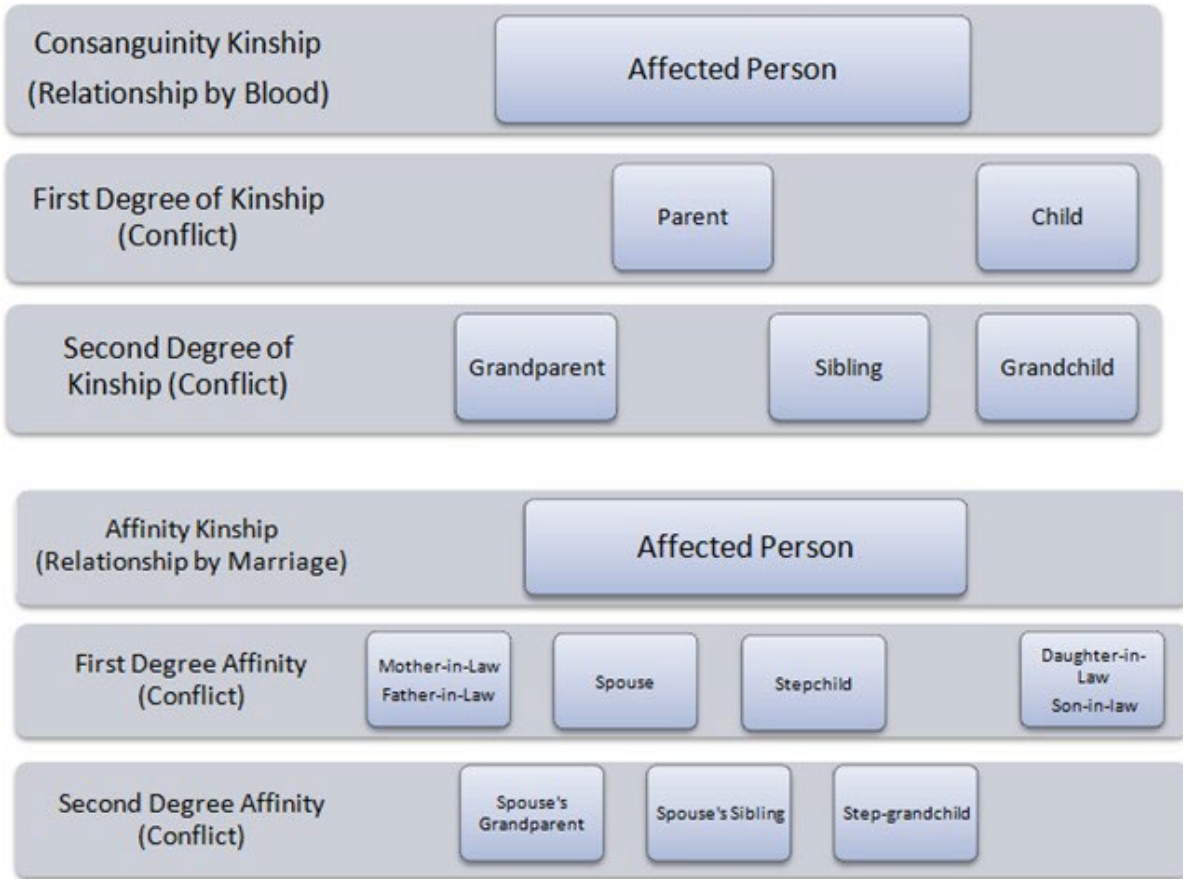 Consanguinity Kinship
(Relationship by Blood)
Affected Person
First Degree of Kinship
(Conflict)
Parent
Child
Second Degree of
Kinship (Conflict)
Grandparent
Sibling
Grandchild
Affinity Kinship
(Relationship by Marriage)
Affected Person
First Degree Affinity
(Conflict)
Mother-in-Law
Father-in-Law
Spouse
Stepchild
Daughter-in-
Law
Son-in-law
Second Degree Affinity
(Conflict)
Spouse's
Grandparent
Spouse's Sibling
Step-grandchild